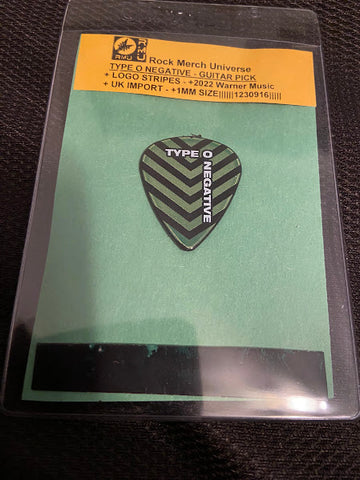 RMU
RMU
Rock Merch Universe
TYPE O NEGATIVE - GUITAR PICK
+ LOGO STRIPES - +2022 Warner Music
+ UK IMPORT - +1MM SIZE||||||1230916|||||
TYPE O
NEGATIVE